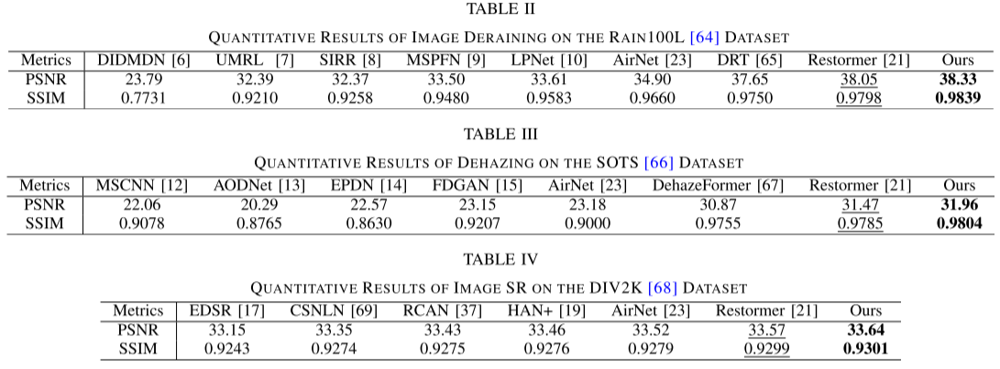 TABLE II
QUANTITATIVE RESULTS OF IMAGE DERAINING ON THE RAIN100L [64] DATASET
Metrics DIDMDN [6] UMRL [7] SIRR [8] MSPFN [9] LPNet [10] AirNet [23] DRT [65] Restormer [21] Ours
PSNR 23.79 32.39 32.37 33.50 33.61 34.90 37.65 38.05 38.33
SSIM 0.7731 0.9210 0.9258 0.9480 0.9583 0.9660 0.9750 0.9798 0.9839
TABLE III
QUANTITATIVE RESULTS OF DEHAZING ON THE SOTS [66] DATASET
Metrics MSCNN [12] AODNet [13] EPDN [14] FDGAN [15] AirNet [23] DehazeFormer [67] Restormer [21] Ours
PSNR 22.06 20.29 22.57 23.15 23.18 30.87 31.47 31.96
SSIM 0.9078 0.8765 0.8630 0.9207 0.9000 0.9755 0.9785 0.9804
TABLE IV
QUANTITATIVE RESULTS OF IMAGE SR ON THE DIV2K [68] DATASET
Metrics EDSR [17] CSNLN [69] RCAN [37] HAN+ [19] AirNet [23] Restormer [21] Ours
PSNR 33.15 33.35 33.43 33.46 33.52 33.57 33.64
SSIM 0.9243 0.9274 0.9275 0.9276 0.9279 0.9299 0.9301